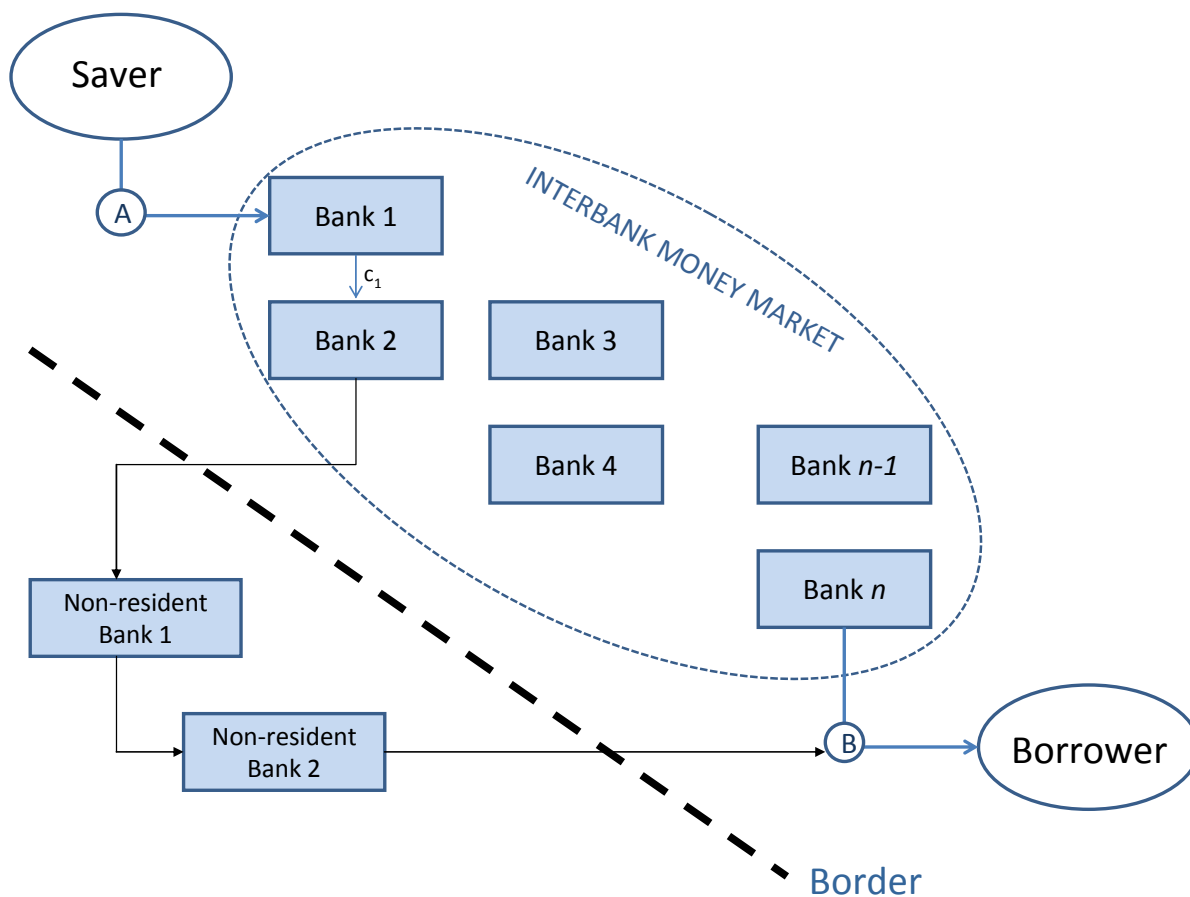 Saver
A
Bank 1
INTERBANK MONEY MARKET
c1
Bank 2
Bank 3
Bank 4
Bank n-1
Bank n
Non-resident
Bank 1
Non-resident
Bank 2
B
Borrower
Border